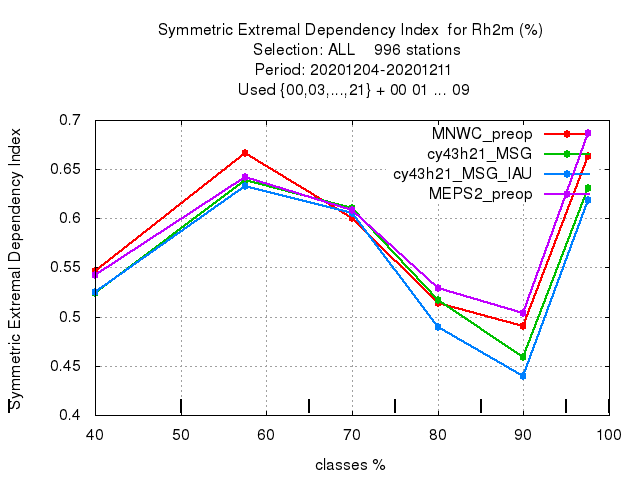 Symmetric Extremal Dependency Index  for Rh2m (%)
Selection: ALL    996 stations
Period: 20201204-20201211
Used {00,03,...,21} + 00 01 ... 09
Symmetric Extremal Dependency Index
0.7
0.65
0.6
0.55
0.5
0.45
0.4
MNWC_preop
cy43h21_MSG
cy43h21_MSG_IAU
MEPS2_preop
40 50 60 70 80 90 100
classes %